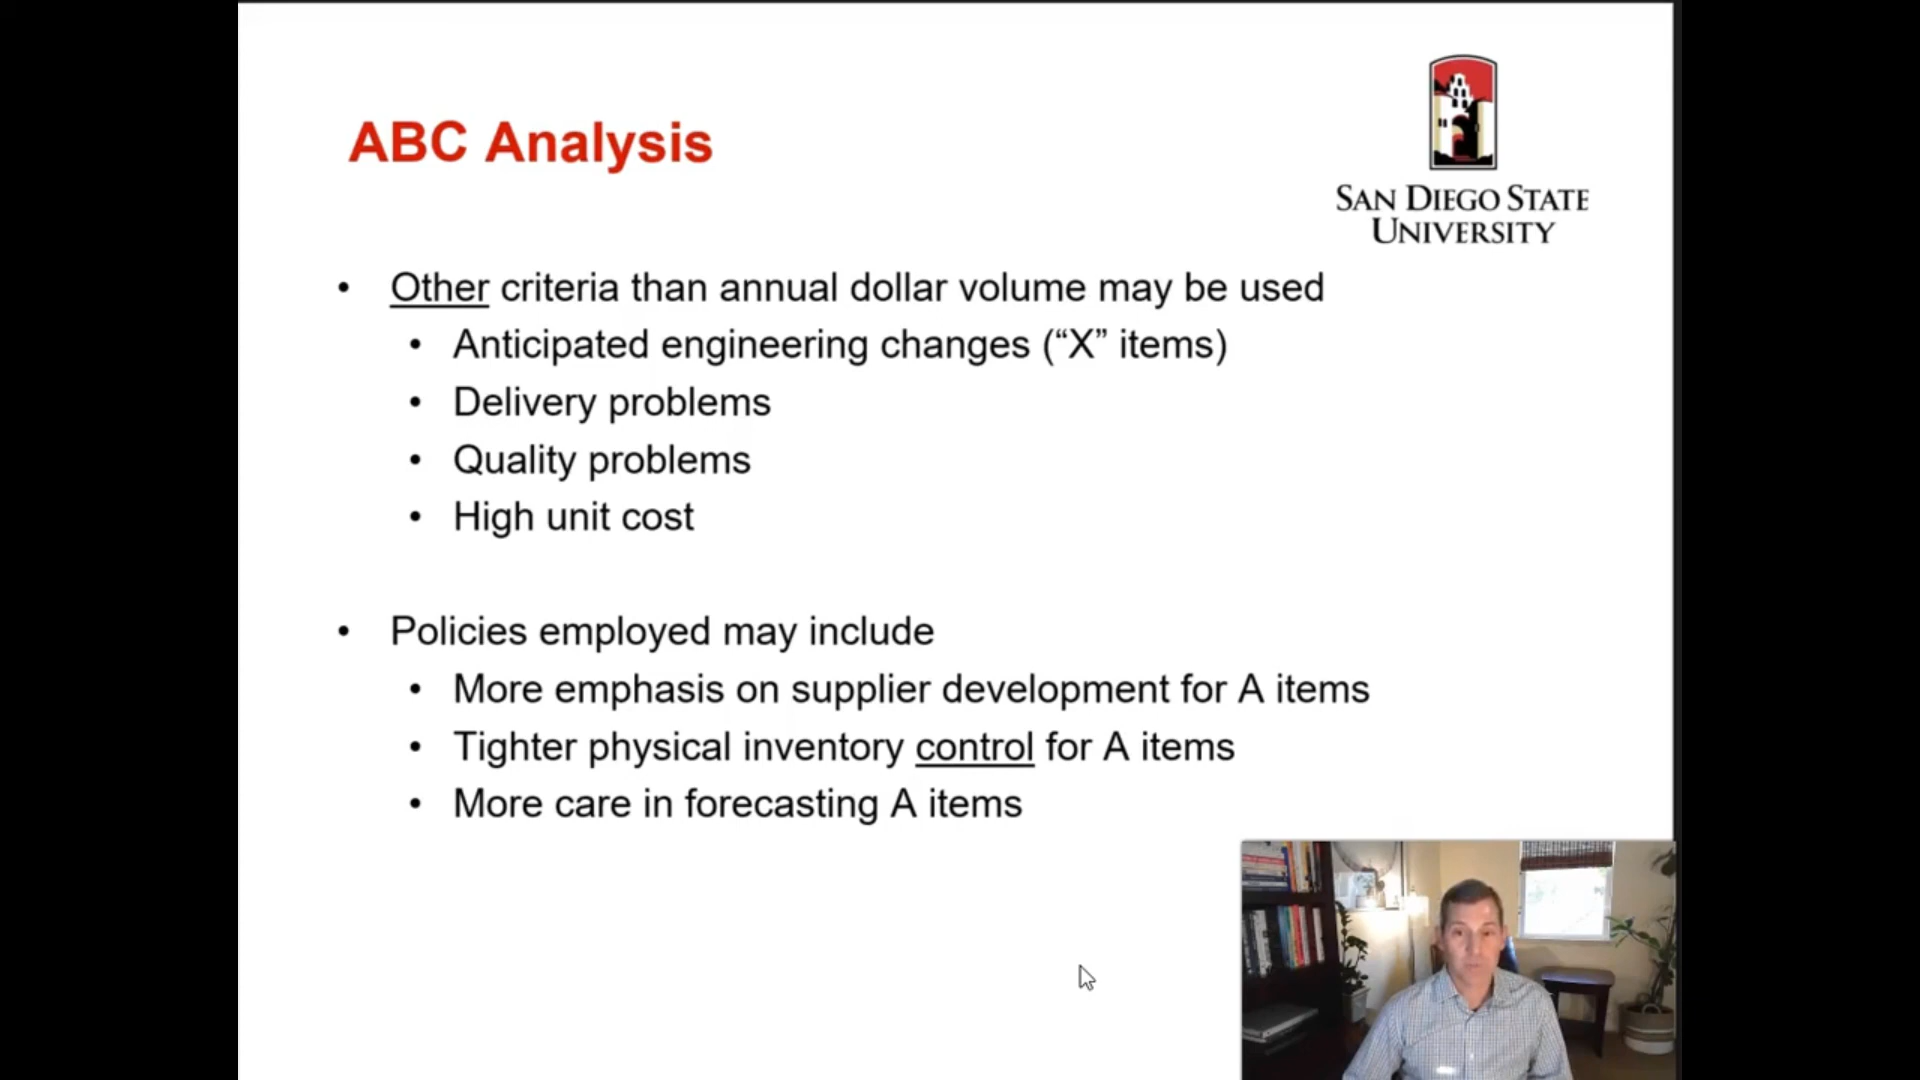 ABC Analysis
SAN DIEGO STATE
UNIVERSITY
• Other criteria than annual dollar volume may be used
• Anticipated engineering changes (“X” items)
• Delivery problems
• Quality problems
• High unit cost
• Policies employed may include
• More emphasis on supplier development for A items
• Tighter physical inventory control for A items
• More care in forecasting A items